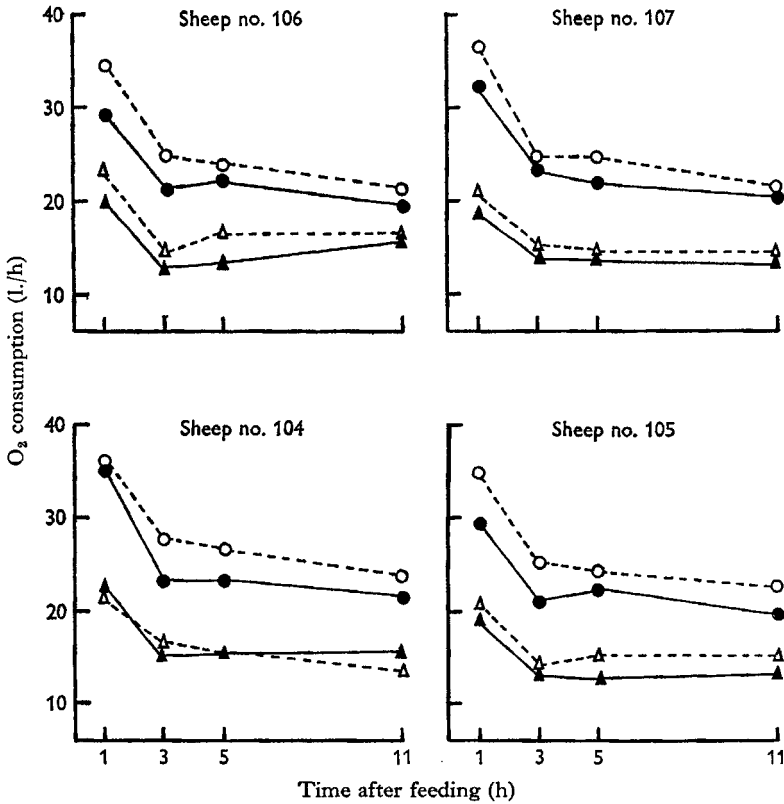 Sheep no. 106
Sheep no. 107
40
30
20
10
O₂ consumption (l./h)
Sheep no. 104
Sheep no. 105
40
30
20
10
1 3 5 11
1 3 5 11
Time after feeding (h)